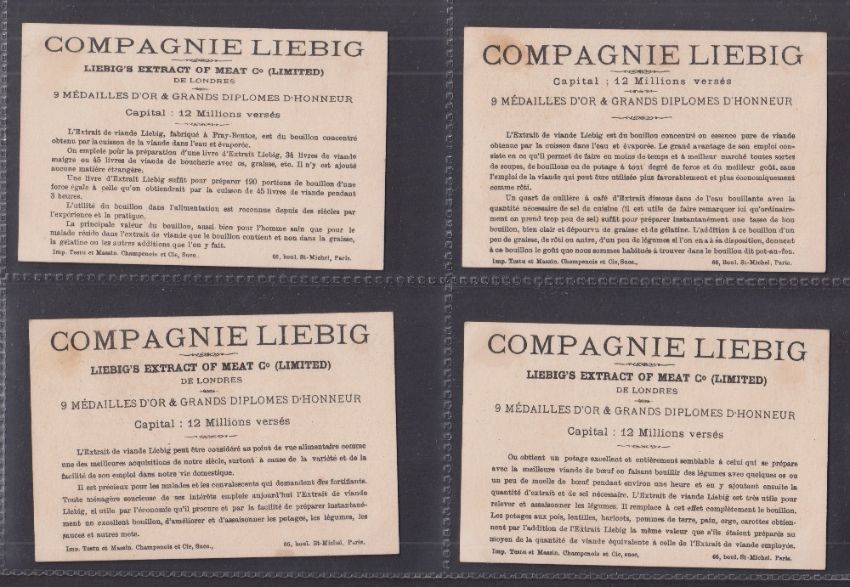 COMPAGNIE LIEBIG
LIEBIG'S EXTRACT OF MEAT Co (LIMITED)
DE LONDRES
9 MÉDAILLES D'OR & GRANDS DIPLOMES D'HONNEUR
Capital : 12 Millions versés
L'Extrait de viande Liebig, fabriqué à Fray-Bentos, est du bouillon concentré
obtenu par la cuisson de la viande dans l'eau et évaporée.
On emploie pour la préparation d'une livre d'Extrait Liebig, 34 livres de viande
maigre ou 45 livres de viande de boucherie avec os, graisse, etc. Il n'y est ajouté
aucune matière étrangère.
Une livre d'Extrait Liebig suffit pour préparer 190 portions de bouillon d'une
force égale à celle qu'on obtiendrait par la cuisson de 45 livres de viande pendant
3 heures.
L'utilité du bouillon dans l'alimentation est reconnue depuis des siècles par
l'expérience et la pratique.
La principale valeur du bouillon, aussi bien pour l'homme sain que pour le
malade réside dans l'extrait de viande que le bouillon contient et non dans la graisse,
la gélatine ou les autres additions que l'on y fait.
Imp. Testu et Massin. Champenois et Cie, Sucs. 66, boul. St-Michel, Paris.
COMPAGNIE LIEBIG
Capital : 12 Millions versés
9 MÉDAILLES D'OR & GRANDS DIPLOMES D'HONNEUR
L'Extrait de viande Liebig est du bouillon concentré ou essence pure de viande
obtenue par la cuisson dans l'eau et évaporée. Le grand avantage de son emploi con-
siste en ce qu'il permet de faire en moins de temps et à meilleur marché toutes sortes
de soupes, de bouillons ou de potage à tout degré de force et du meilleur goût, sans
l'emploi de la viande qui peut être utilisée plus favorablement et plus économiquement
comme rôti.
Un quart de cuillère à café d'Extrait dissous dans de l'eau bouillante avec la
quantité nécessaire de sel de cuisine (il est utile de faire remarquer ici qu'ordinaire-
ment on prend trop peu de sel) suffit pour préparer instantanément une tasse de bon
bouillon, bien clair et dépourvu de graisse et de gélatine. L'addition à ce bouillon d'un
peu de graisse, de rôti ou autre, d'un peu de légumes si l'on en a à sa disposition, donnent
à ce bouillon le goût que nous sommes habitués à trouver dans le bouillon dit pot-au-feu.
Imp. Testu et Massin. Champenois et Cie, Sucs., 66, Boul. St-Michel, Paris.
COMPAGNIE LIEBIG
LIEBIG'S EXTRACT OF MEAT Co (LIMITED)
DE LONDRES
9 MÉDAILLES D'OR & GRANDS DIPLOMES D'HONNEUR
Capital : 12 Millions versés
L'Extrait de viande Liebig peut être considéré au point de vue alimentaire comme
une des meilleures acquisitions de notre siècle, surtout à cause de la variété et de la
facilité de son emploi dans notre vie domestique.
Il est précieux pour les malades et les convalescents qui demandent des fortifiants.
Toute ménagère soucieuse de ses intérêts emploie aujourd'hui l'Extrait de viande
Liebig, si utile par l'économie qu'il procure et par la facilité de préparer instantané-
ment un excellent bouillon, d'améliorer et d'assaisonner les potages, les légumes, les
sauces et autres mots.
Imp. Testu et Massin. Champenois et Cie, Sucs., 66, boul. St-Michel, Paris.
COMPAGNIE LIEBIG
LIEBIG'S EXTRACT OF MEAT Co (LIMITED)
DE LONDRES
9 MÉDAILLES D'OR & GRANDS DIPLOMES D'HONNEUR
Capital : 12 Millions versés
On obtient un potage excellent et entièrement semblable à celui qui se prépare
avec la meilleure viande de bœuf en faisant bouillir des légumes avec quelques os ou
un peu de moelle de bœuf pendant environ une heure et en y ajoutant ensuite la
quantité d'extrait et de sel nécessaire. L'Extrait de viande Liebig est très utile pour
relever et assaisonner les légumes. Il remplace à cet effet complètement le bouillon.
Les potages aux pois, lentilles, haricots, pommes de terre, pain, orge, carottes obtien-
nent par l'addition de l'Extrait Liebig la même valeur que s'ils étaient préparés au
moyen de la quantité de viande équivalente à celle de l'Extrait de viande employée.
Imp. Testu et Massin. Champenois et Cie, suc, 66, boul. St-Michel, Paris.